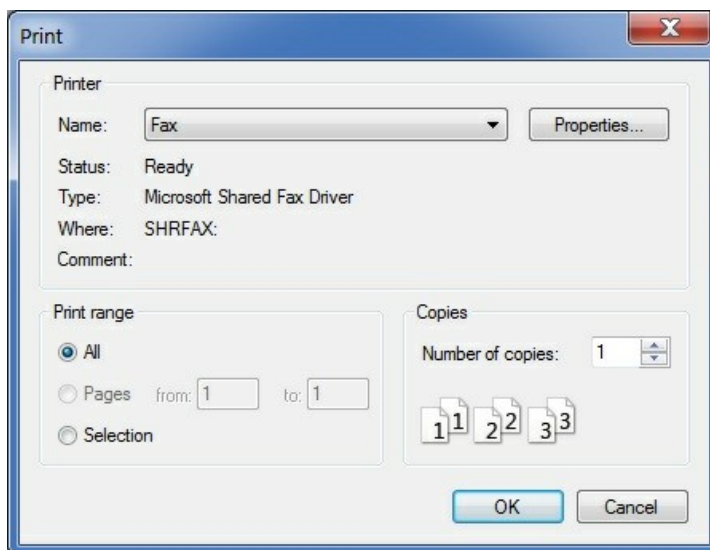 Print
Printer
Name: Fax Properties...
Status: Ready
Type: Microsoft Shared Fax Driver
Where: SHRFAX:
Comment:
Print range
All
Pages from: 1 to: 1
Selection
Copies
Number of copies: 1
1 1 2 2 3 3
OK Cancel